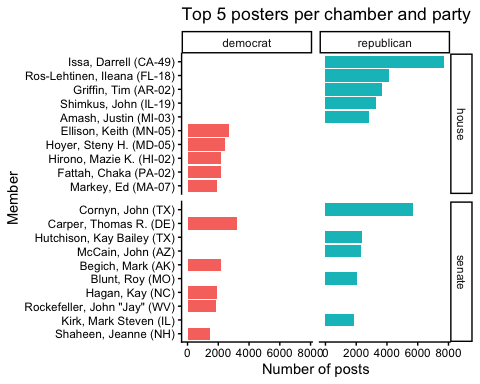 Top 5 posters per chamber and party
democrat
republican
Issa, Darrell (CA-49)
Ros-Lehtinen, Ileana (FL-18)
Griffin, Tim (AR-02)
Shimkus, John (IL-19)
Amash, Justin (MI-03)
Ellison, Keith (MN-05)
Hoyer, Steny H. (MD-05)
Hirono, Mazie K. (HI-02)
Fattah, Chaka (PA-02)
Markey, Ed (MA-07)
house
Member
Cornyn, John (TX)
Carper, Thomas R. (DE)
Hutchison, Kay Bailey (TX)
McCain, John (AZ)
Begich, Mark (AK)
Blunt, Roy (MO)
Hagan, Kay (NC)
Rockefeller, John "Jay" (WV)
Kirk, Mark Steven (IL)
Shaheen, Jeanne (NH)
senate
0 2000 4000 6000 8000 0 2000 4000 6000 8000
Number of posts